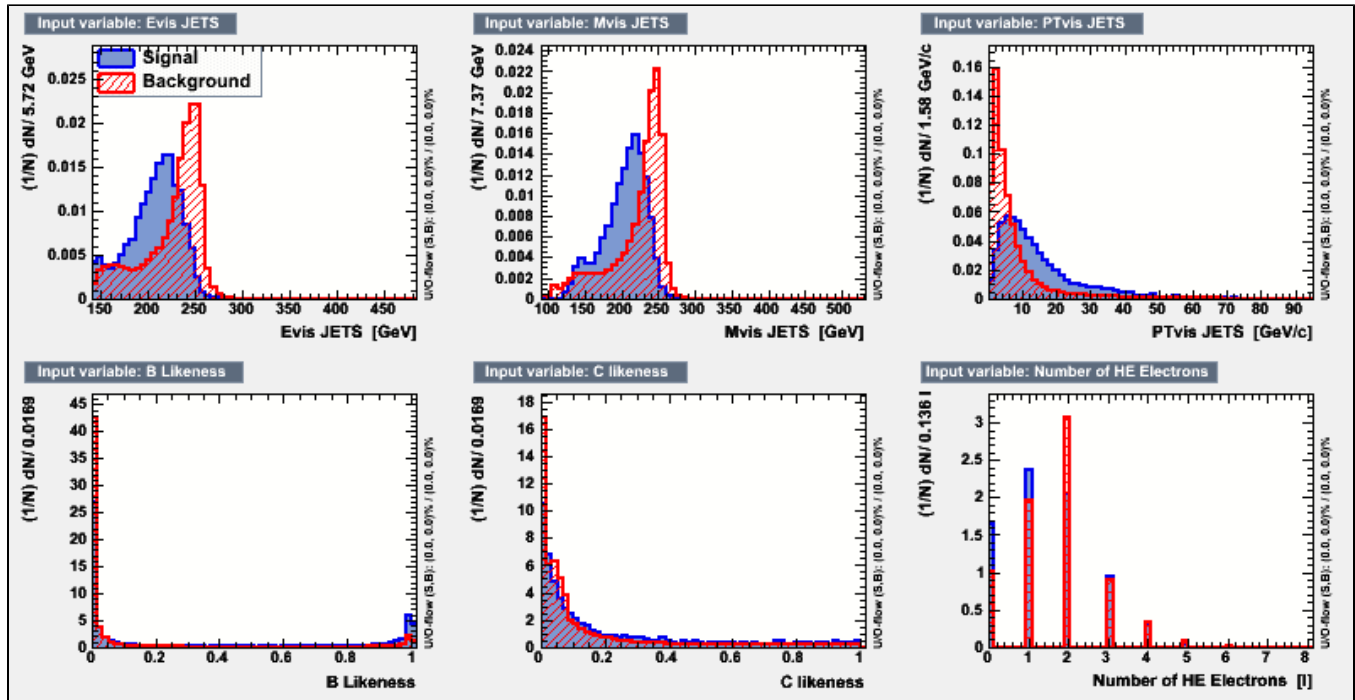 Input variable: Evis JETS
(1/N) dN/ 5.72 GeV
0.025
0.02
0.015
0.01
0.005
0
Signal
Background
150 200 250 300 350 400 450
Evis JETS [GeV]
U/O-flow (S,B): (0.0, 0.0)% / (0.0, 0.0)%
Input variable: Mvis JETS
(1/N) dN/ 7.37 GeV
0.024
0.022
0.02
0.018
0.016
0.014
0.012
0.01
0.008
0.006
0.004
0.002
0
100 150 200 250 300 350 400 450 500
Mvis JETS [GeV]
U/O-flow (S,B): (0.0, 0.0)% / (0.0, 0.0)%
Input variable: PTvis JETS
(1/N) dN/ 1.58 GeV/c
0.16
0.14
0.12
0.1
0.08
0.06
0.04
0.02
0
10 20 30 40 50 60 70 80 90
PTvis JETS [GeV/c]
U/O-flow (S,B): (0.0, 0.0)% / (0.0, 0.0)%
Input variable: B Likeness
(1/N) dN/ 0.0169
45
40
35
30
25
20
15
10
5
0
0 0.2 0.4 0.6 0.8 1
B Likeness
U/O-flow (S,B): (0.0, 0.0)% / (0.0, 0.0)%
Input variable: C likeness
(1/N) dN/ 0.0169
18
16
14
12
10
8
6
4
2
0
0 0.2 0.4 0.6 0.8 1
C likeness
U/O-flow (S,B): (0.0, 0.0)% / (0.0, 0.0)%
Input variable: Number of HE Electrons
(1/N) dN/ 0.136 I
3
2.5
2
1.5
1
0.5
0
0 1 2 3 4 5 6 7 8
Number of HE Electrons [I]
U/O-flow (S,B): (0.0, 0.0)% / (0.0, 0.0)%